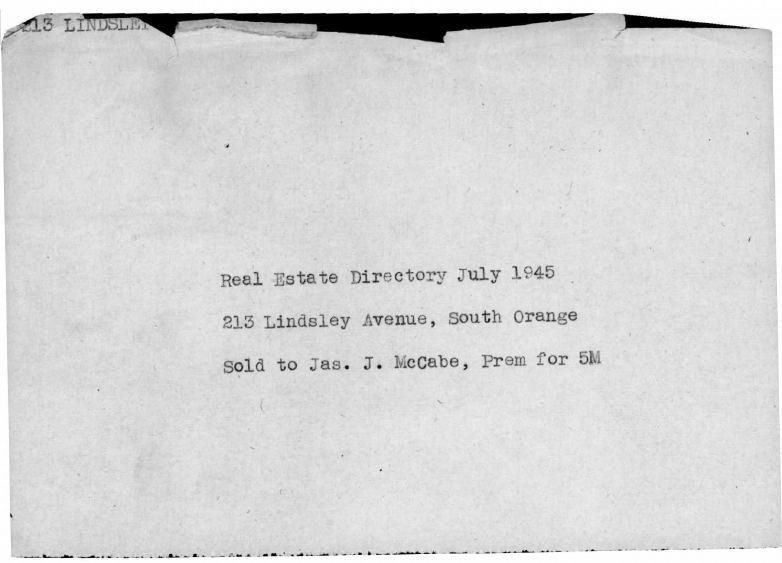 213 LINDSLEY
Real Estate Directory July 1945
213 Lindsley Avenue, South Orange
Sold to Jas. J. McCabe, Prem for 5M